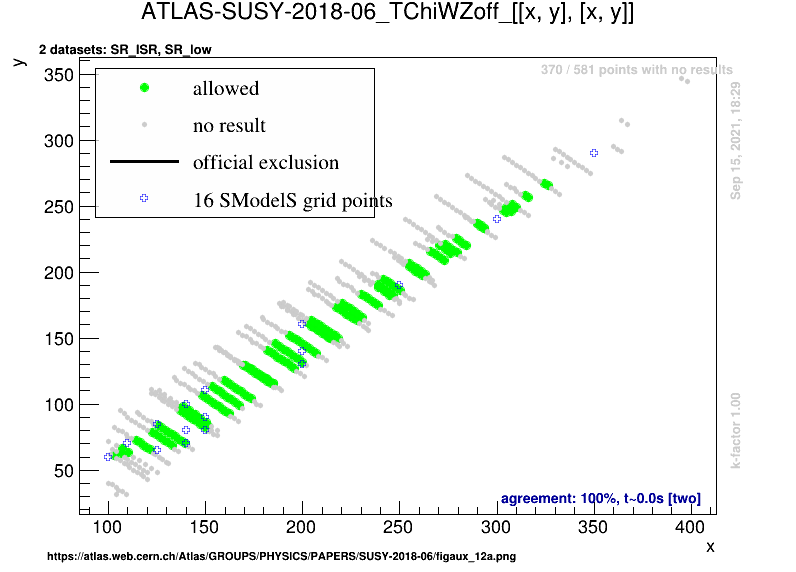 ATLAS-SUSY-2018-06_TChiWZoff_[[x, y], [x, y]]
2 datasets: SR_ISR, SR_low
y
370 / 581 points with no results
allowed
no result
official exclusion
16 SModelS grid points
350
300
250
200
150
100
50
Sep 15, 2021, 18:29
k-factor 1.00
agreement: 100%, t~0.0s [two]
100 150 200 250 300 350 400
x
https://atlas.web.cern.ch/Atlas/GROUPS/PHYSICS/PAPERS/SUSY-2018-06/figaux_12a.png